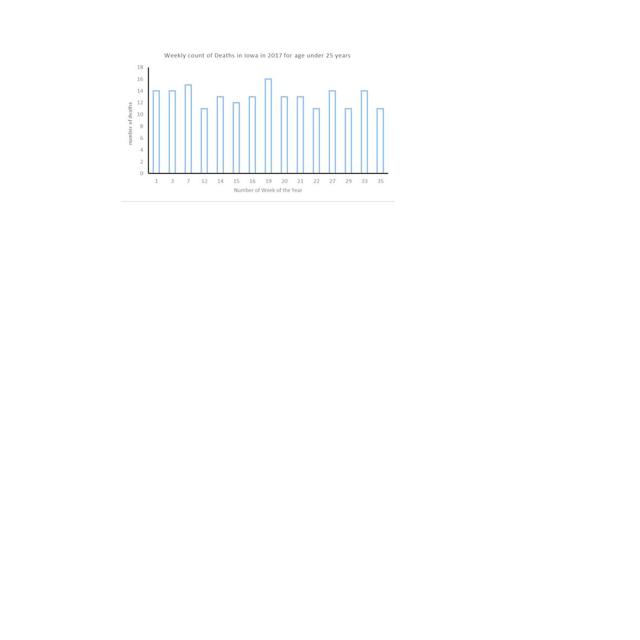 Weekly count of Deaths in Iowa in 2017 for age under 25 years
18
16
14
12
10
8
6
4
2
0
number of deaths
1 3 7 12 14 15 16 19 20 21 22 27 29 33 35
Number of Week of the Year